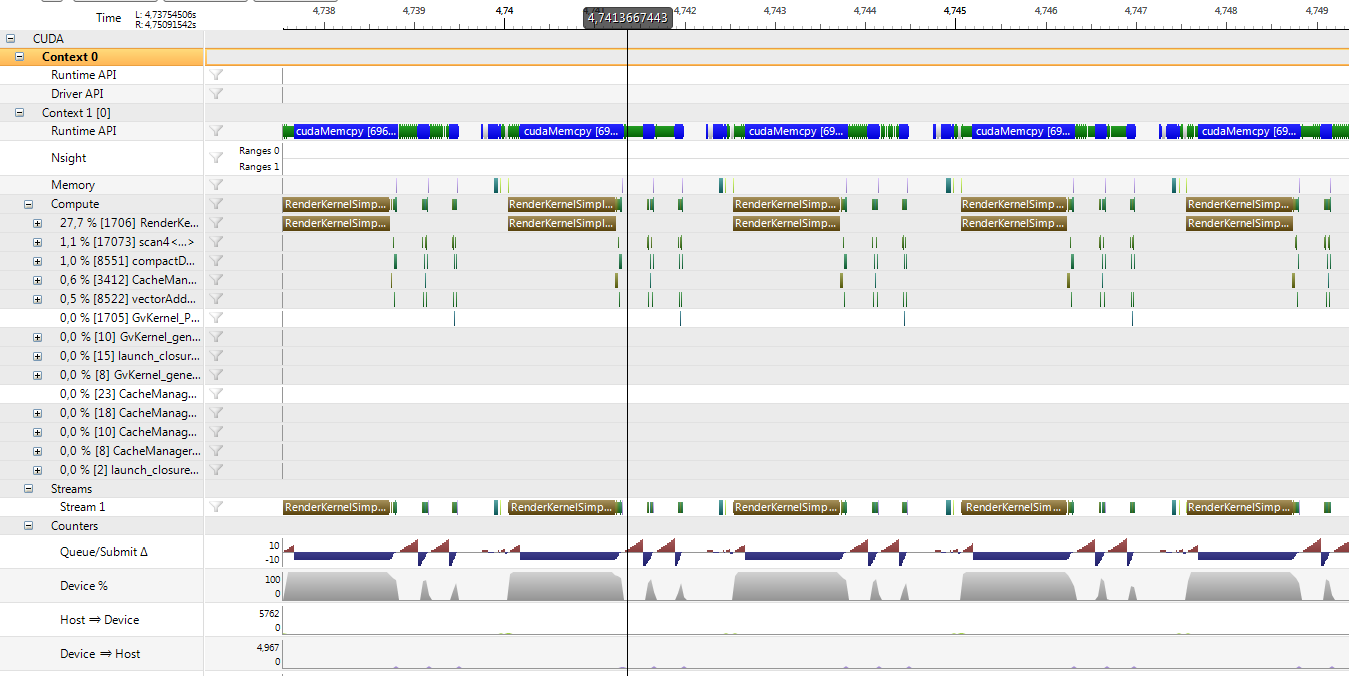 Time L: 4,73754506s
R: 4,75091542s
4,738 4,739 4,74 4,7413667443 4,742 4,743 4,744 4,745 4,746 4,747 4,748 4,749
CUDA
Context 0
Runtime API
Driver API
Context 1 [0]
Runtime API cudaMemcpy [696... cudaMemcpy [69... cudaMemcpy [69... cudaMemcpy [69... cudaMemcpy [69...
Nsight Ranges 0
Ranges 1
Memory
Compute RenderKernelSimp... RenderKernelSimpl... RenderKernelSimp... RenderKernelSimp... RenderKernelSimp...
27,7 % [1706] RenderKe... RenderKernelSimp... RenderKernelSimpl... RenderKernelSimp... RenderKernelSimp... RenderKernelSimp...
1,1 % [17073] scan4<...>
1,0 % [8551] compactD...
0,6 % [3412] CacheMan...
0,5 % [8522] vectorAdd...
0,0 % [1705] GvKernel_P...
0,0 % [10] GvKernel_gen...
0,0 % [15] launch_closur...
0,0 % [8] GvKernel_gene...
0,0 % [23] CacheManag...
0,0 % [18] CacheManag...
0,0 % [10] CacheManag...
0,0 % [8] CacheManager...
0,0 % [2] launch_closure...
Streams
Stream 1 RenderKernelSimp... RenderKernelSimp... RenderKernelSimp... RenderKernelSim... RenderKernelSimp...
Counters
Queue/Submit Δ 10
-10
Device % 100
0
Host ⇒ Device 5762
0
Device ⇒ Host 4,967
0